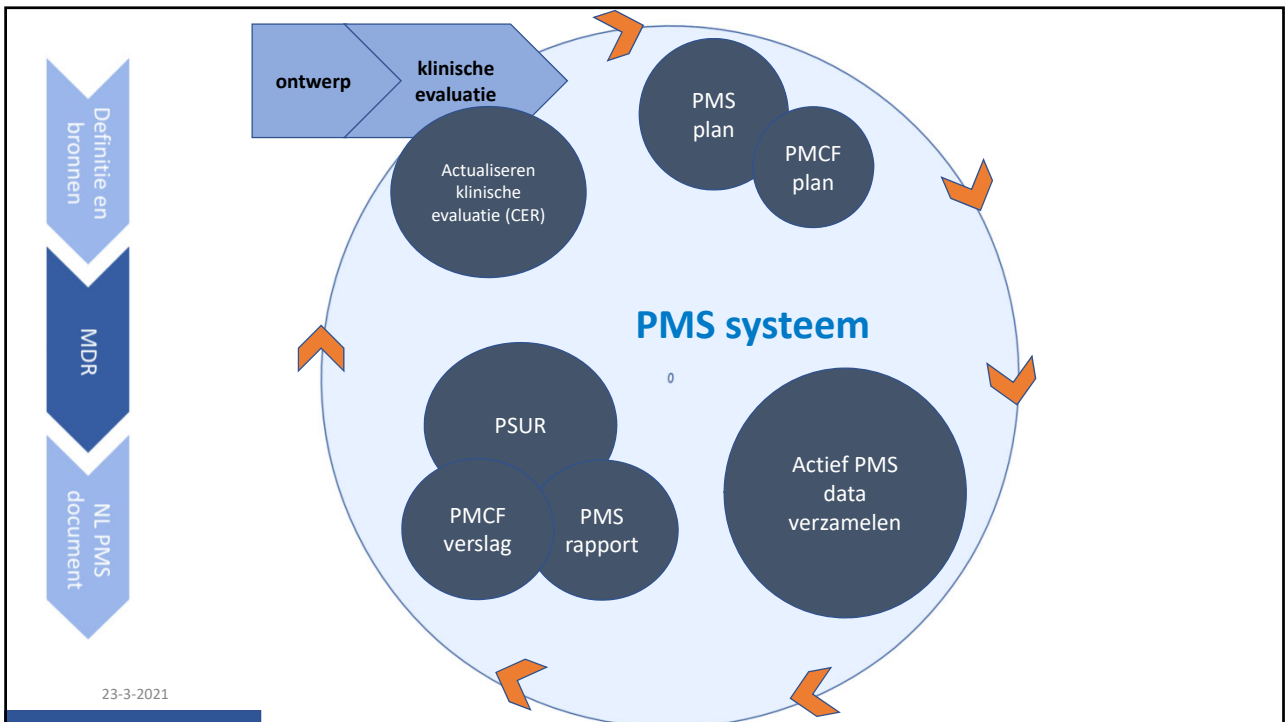 Definitie en
bronnen
MDR
NL PMS
document
ontwerp
klinische
evaluatie
Actualiseren
klinische
evaluatie (CER)
PMS
plan
PMCF
plan
PMS systeem
0
PSUR
PMCF
verslag
PMS
rapport
Actief PMS
data
verzamelen
23-3-2021